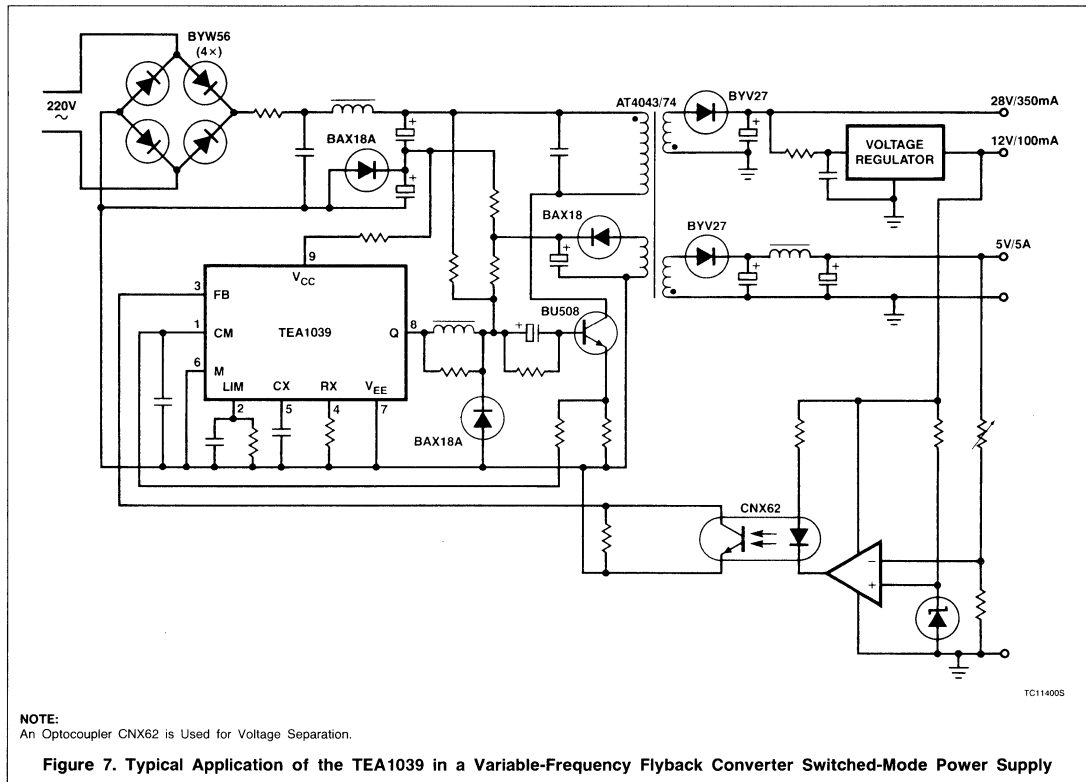 BYW56
(4×)
220V
~
BAX18A
AT4043/74
BYV27
28V/350mA
12V/100mA
VOLTAGE
REGULATOR
BAX18
BYV27
5V/5A
9
VCC
3
FB
1
CM
TEA1039
Q
8
6
M
LIM
CX
RX
VEE
2
5
4
7
BU508
BAX18A
CNX62
−
+
TC11400S
NOTE:
An Optocoupler CNX62 is Used for Voltage Separation.
Figure 7. Typical Application of the TEA1039 in a Variable-Frequency Flyback Converter Switched-Mode Power Supply